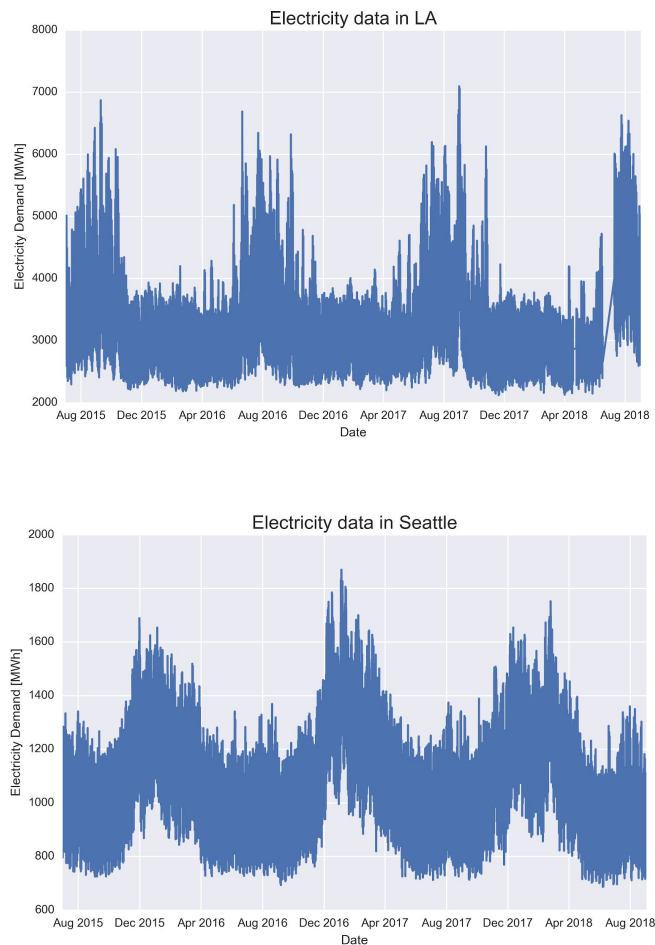 Electricity data in LA
8000
7000
6000
5000
4000
3000
2000
Electricity Demand [MWh]
Aug 2015 Dec 2015 Apr 2016 Aug 2016 Dec 2016 Apr 2017 Aug 2017 Dec 2017 Apr 2018 Aug 2018
Date
Electricity data in Seattle
2000
1800
1600
1400
1200
1000
800
600
Electricity Demand [MWh]
Aug 2015 Dec 2015 Apr 2016 Aug 2016 Dec 2016 Apr 2017 Aug 2017 Dec 2017 Apr 2018 Aug 2018
Date